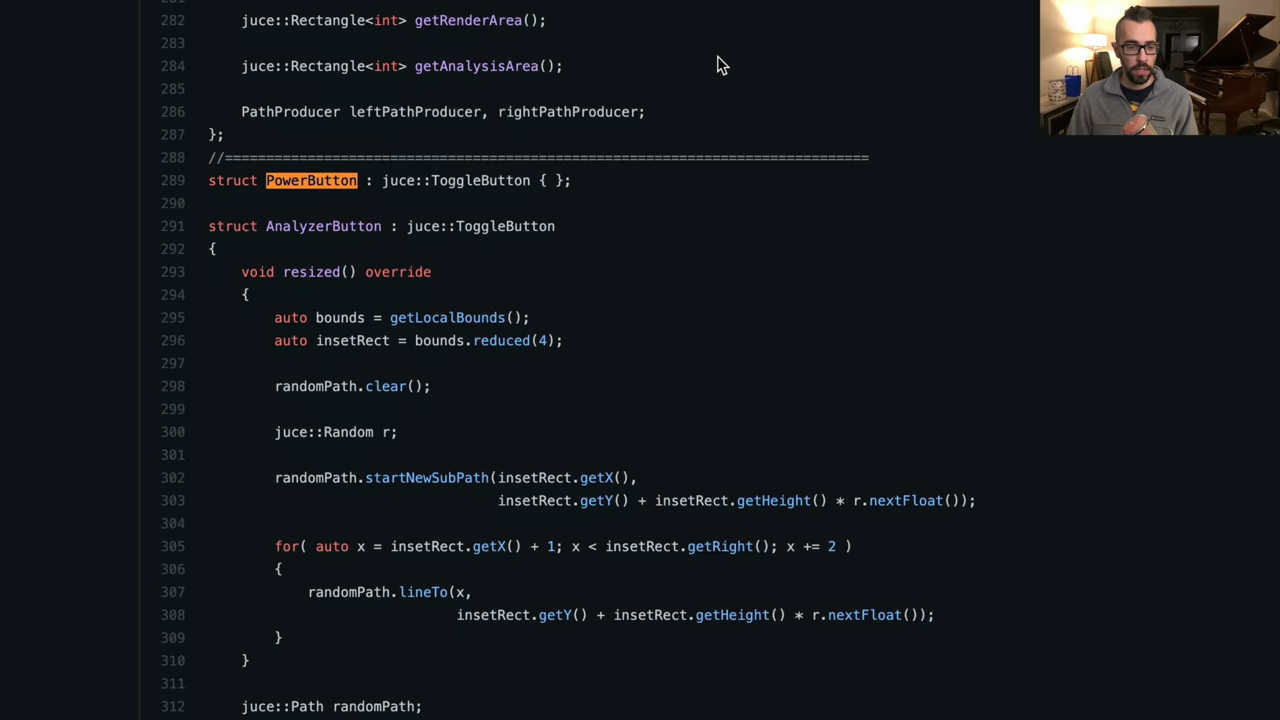 282 juce::Rectangle<int> getRenderArea();
283
284 juce::Rectangle<int> getAnalysisArea();
285
286 PathProducer leftPathProducer, rightPathProducer;
287 };
288 //==============================================================================
289 struct PowerButton : juce::ToggleButton { };
290
291 struct AnalyzerButton : juce::ToggleButton
292 {
293 void resized() override
294 {
295 auto bounds = getLocalBounds();
296 auto insetRect = bounds.reduced(4);
297
298 randomPath.clear();
299
300 juce::Random r;
301
302 randomPath.startNewSubPath(insetRect.getX(),
303 insetRect.getY() + insetRect.getHeight() * r.nextFloat());
304
305 for( auto x = insetRect.getX() + 1; x < insetRect.getRight(); x += 2 )
306 {
307 randomPath.lineTo(x,
308 insetRect.getY() + insetRect.getHeight() * r.nextFloat());
309 }
310 }
311
312 juce::Path randomPath;